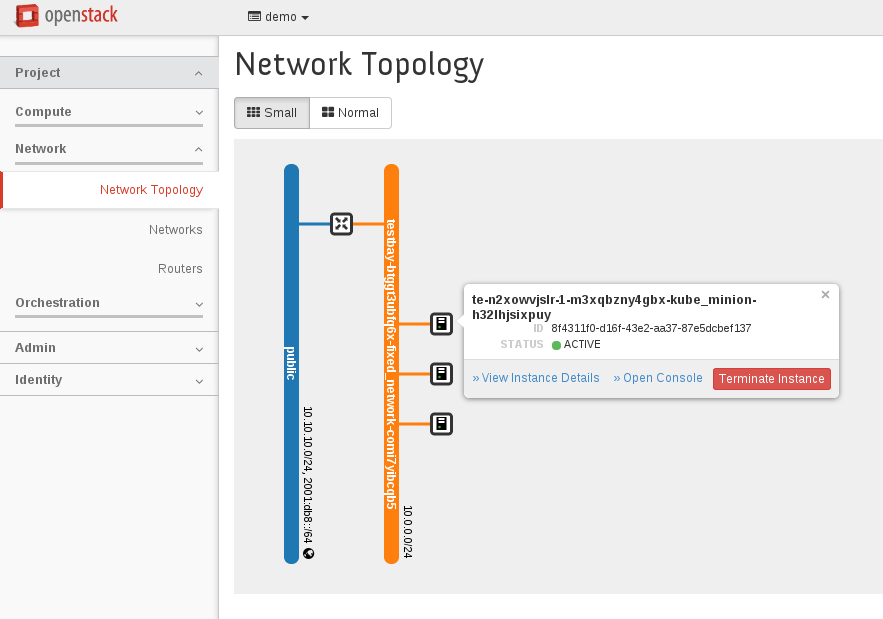 openstack
demo
Project
Compute
Network
Network Topology
Networks
Routers
Orchestration
Admin
Identity
Network Topology
Small
Normal
public
10.10.10.0/24, 2001:db8::/64
testbay-btggt3ubfq6x-fixed_network-comi7yibcqb5
10.0.0.0/24
te-n2xowvjslr-1-m3xqbzny4gbx-kube_minion-
h32lhjsixpuy
×
ID 8f4311f0-d16f-43e2-aa37-87e5dcbef137
STATUS ACTIVE
» View Instance Details » Open Console Terminate Instance